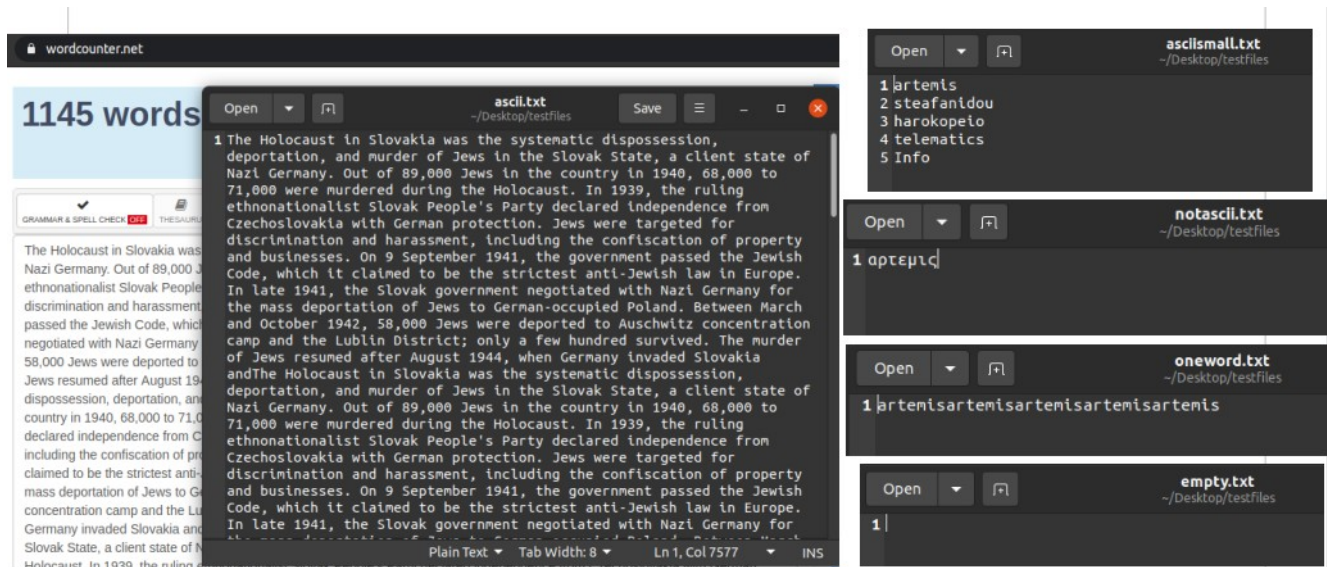 wordcounter.net
1145 words
GRAMMAR & SPELL CHECK OFF
The Holocaust in Slovakia was
Nazi Germany. Out of 89,000
ethnonationalist Slovak People
discrimination and harassment
passed the Jewish Code, which
negotiated with Nazi Germany
58,000 Jews were deported to
Jews resumed after August
dispossession, deportation,
country in 1940, 68,000 to
declared independence from
including the confiscation of
claimed to be the strictest anti-
mass deportation of Jews to
concentration camp and the
Germany invaded Slovakia
Slovak State, a client state of
Holocaust. In 1939, the ruling
Open
ascii.txt
~/Desktop/testfiles
Save
1 The Holocaust in Slovakia was the systematic dispossession,
deportation, and murder of Jews in the Slovak State, a client state of
Nazi Germany. Out of 89,000 Jews in the country in 1940, 68,000 to
71,000 were murdered during the Holocaust. In 1939, the ruling
ethnonationalist Slovak People's Party declared independence from
Czechoslovakia with German protection. Jews were targeted for
discrimination and harassment, including the confiscation of property
and businesses. On 9 September 1941, the government passed the Jewish
Code, which it claimed to be the strictest anti-Jewish law in Europe.
In late 1941, the Slovak government negotiated with Nazi Germany for
the mass deportation of Jews to German-occupied Poland. Between March
and October 1942, 58,000 Jews were deported to Auschwitz concentration
camp and the Lublin District; only a few hundred survived. The murder
of Jews resumed after August 1944, when Germany invaded Slovakia
andThe Holocaust in Slovakia was the systematic dispossession,
deportation, and murder of Jews in the Slovak State, a client state of
Nazi Germany. Out of 89,000 Jews in the country in 1940, 68,000 to
71,000 were murdered during the Holocaust. In 1939, the ruling
ethnonationalist Slovak People's Party declared independence from
Czechoslovakia with German protection. Jews were targeted for
discrimination and harassment, including the confiscation of property
and businesses. On 9 September 1941, the government passed the Jewish
Code, which it claimed to be the strictest anti-Jewish law in Europe.
In late 1941, the Slovak government negotiated with Nazi Germany for
Plain Text Tab Width: 8 Ln 1, Col 7577 INS
Open
asciismall.txt
~/Desktop/testfiles
1 artemis
2 steafanidou
3 harokopeio
4 telematics
5 Info
Open
notascii.txt
~/Desktop/testfiles
1 αρτεμις
Open
oneword.txt
~/Desktop/testfiles
1 artemisartemisartemisartemisartemis
Open
empty.txt
~/Desktop/testfiles
1